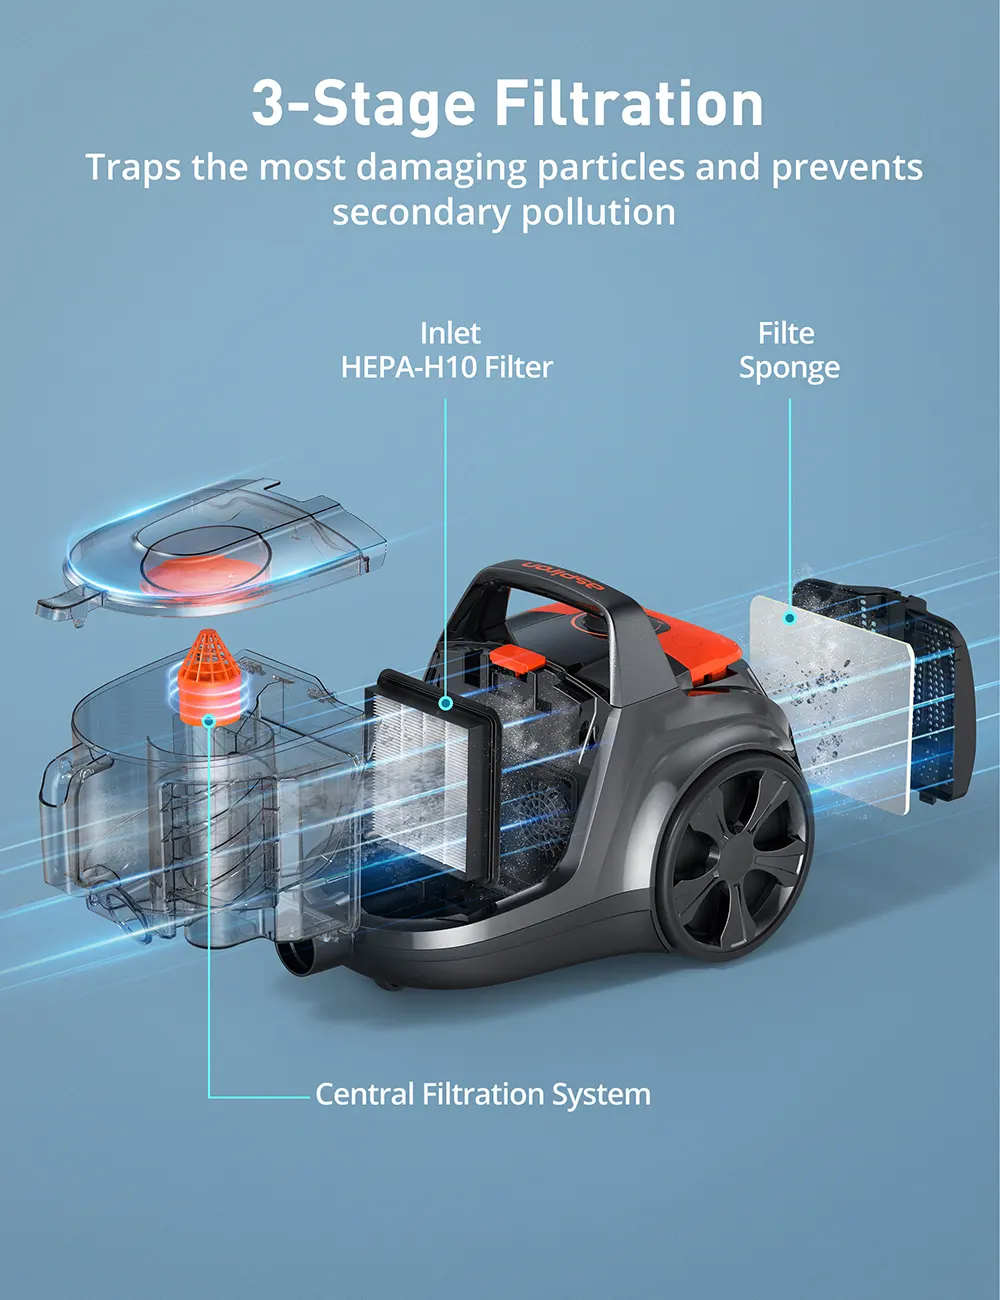 3-Stage Filtration
Traps the most damaging particles and prevents
secondary pollution
Inlet
HEPA-H10 Filter
Filte
Sponge
aspiron
Central Filtration System